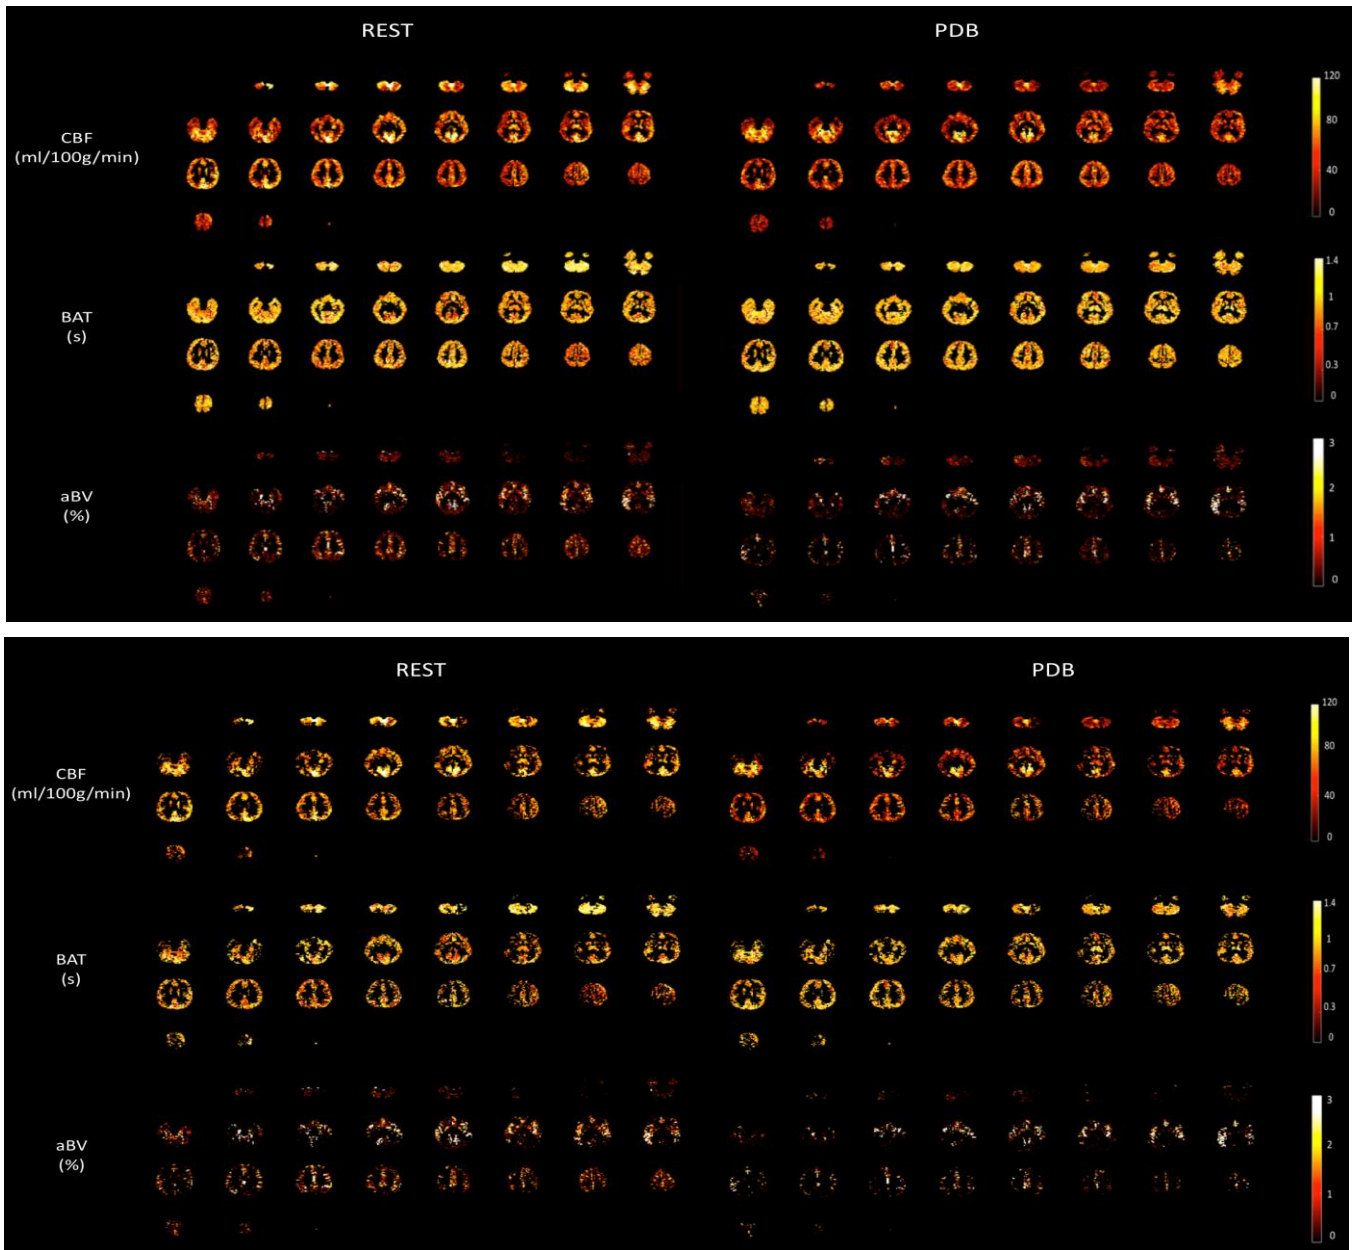 REST PDB
CBF
(ml/100g/min)
120
80
40
0
BAT
(s)
1.4
1
0.7
0.3
0
aBV
(%)
3
2
1
0
REST PDB
CBF
(ml/100g/min)
120
80
40
0
BAT
(s)
1.4
1
0.7
0.3
0
aBV
(%)
3
2
1
0